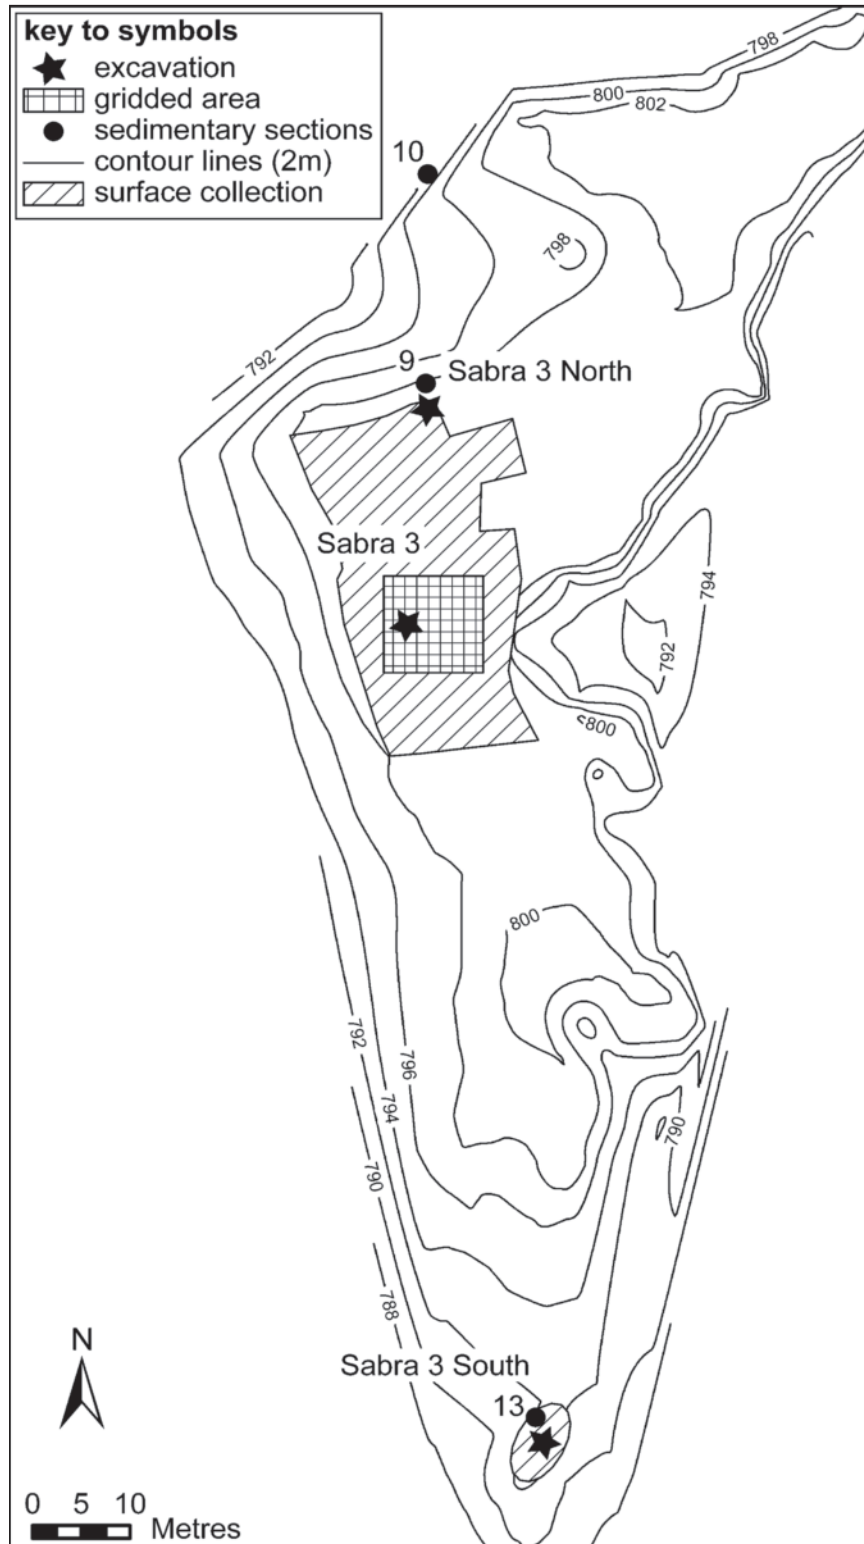 key to symbols
excavation
gridded area
sedimentary sections
contour lines (2m)
surface collection
798
800
802
10
798
792
9
Sabra 3 North
Sabra 3
794
792
800
800
792
796
794
790
790
788
N
Sabra 3 South
13
0 5 10
Metres